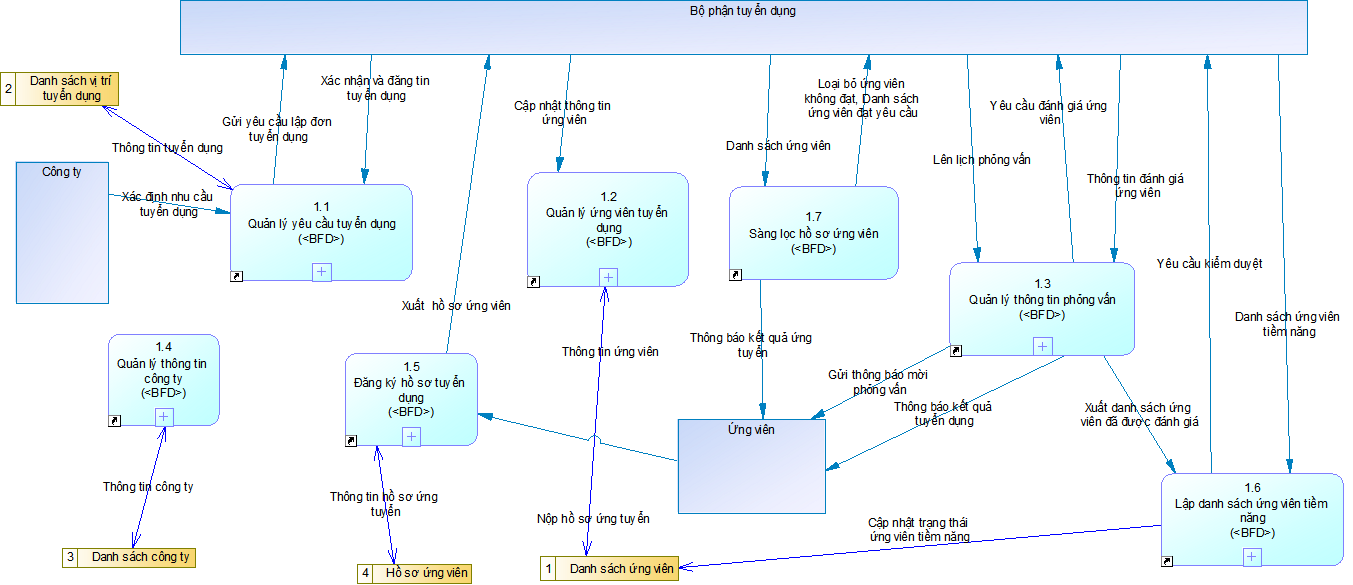 Bộ phận tuyển dụng
2
Danh sách vị trí
tuyển dụng
Xác nhận và đăng tin
tuyển dụng
Gửi yêu cầu lập đơn
tuyển dụng
Thông tin tuyển dụng
Cập nhật thông tin
ứng viên
Danh sách ứng viên
Loại bỏ ứng viên
không đạt, Danh sách
ứng viên đạt yêu cầu
Yêu cầu đánh giá ứng
viên
Lên lịch phỏng vấn
Thông tin đánh giá
ứng viên
Công ty
Xác định nhu cầu
tuyển dụng
1.1
Quản lý yêu cầu tuyển dụng
(<BFD>)
1.2
Quản lý ứng viên tuyển
dụng
(<BFD>)
1.7
Sàng lọc hồ sơ ứng viên
(<BFD>)
1.3
Quản lý thông tin phỏng vấn
(<BFD>)
Yêu cầu kiểm duyệt
Danh sách ứng viên
tiềm năng
Xuất hồ sơ ứng viên
Thông tin ứng viên
Thông báo kết quả ứng
tuyển
1.4
Quản lý thông tin
công ty
(<BFD>)
1.5
Đăng ký hồ sơ tuyển
dụng
(<BFD>)
Gửi thông báo mời
phỏng vấn
Thông báo kết quả
tuyển dụng
Xuất danh sách ứng
viên đã được đánh giá
Ứng viên
Thông tin công ty
Thông tin hồ sơ ứng
tuyển
Nộp hồ sơ ứng tuyển
Cập nhật trạng thái
ứng viên tiềm năng
1.6
Lập danh sách ứng viên tiềm
năng
(<BFD>)
3
Danh sách công ty
4
Hồ sơ ứng viên
1
Danh sách ứng viên